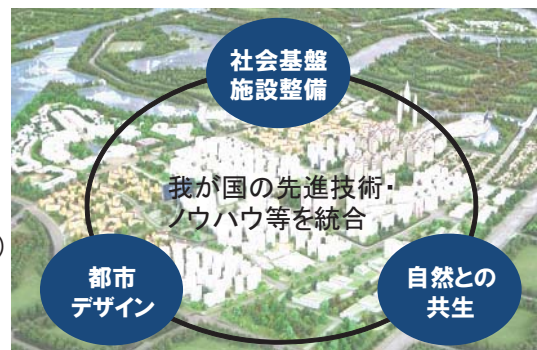 社会基盤
施設整備
我が国の先進技術・
ノウハウ等を統合
)
都市
デザイン
自然との
共生